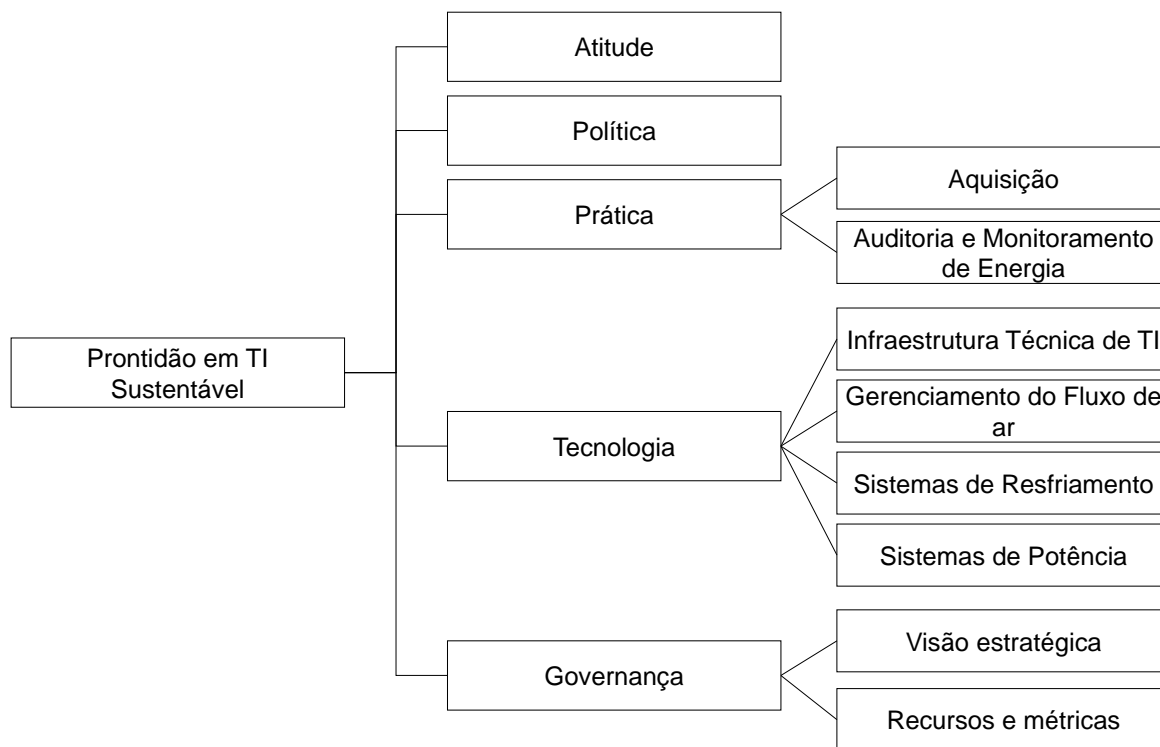 Prontidão em TI
Sustentável
Atitude
Política
Prática
Aquisição
Auditoria e Monitoramento
de Energia
Tecnologia
Infraestrutura Técnica de TI
Gerenciamento do Fluxo de
ar
Sistemas de Resfriamento
Sistemas de Potência
Governança
Visão estratégica
Recursos e métricas